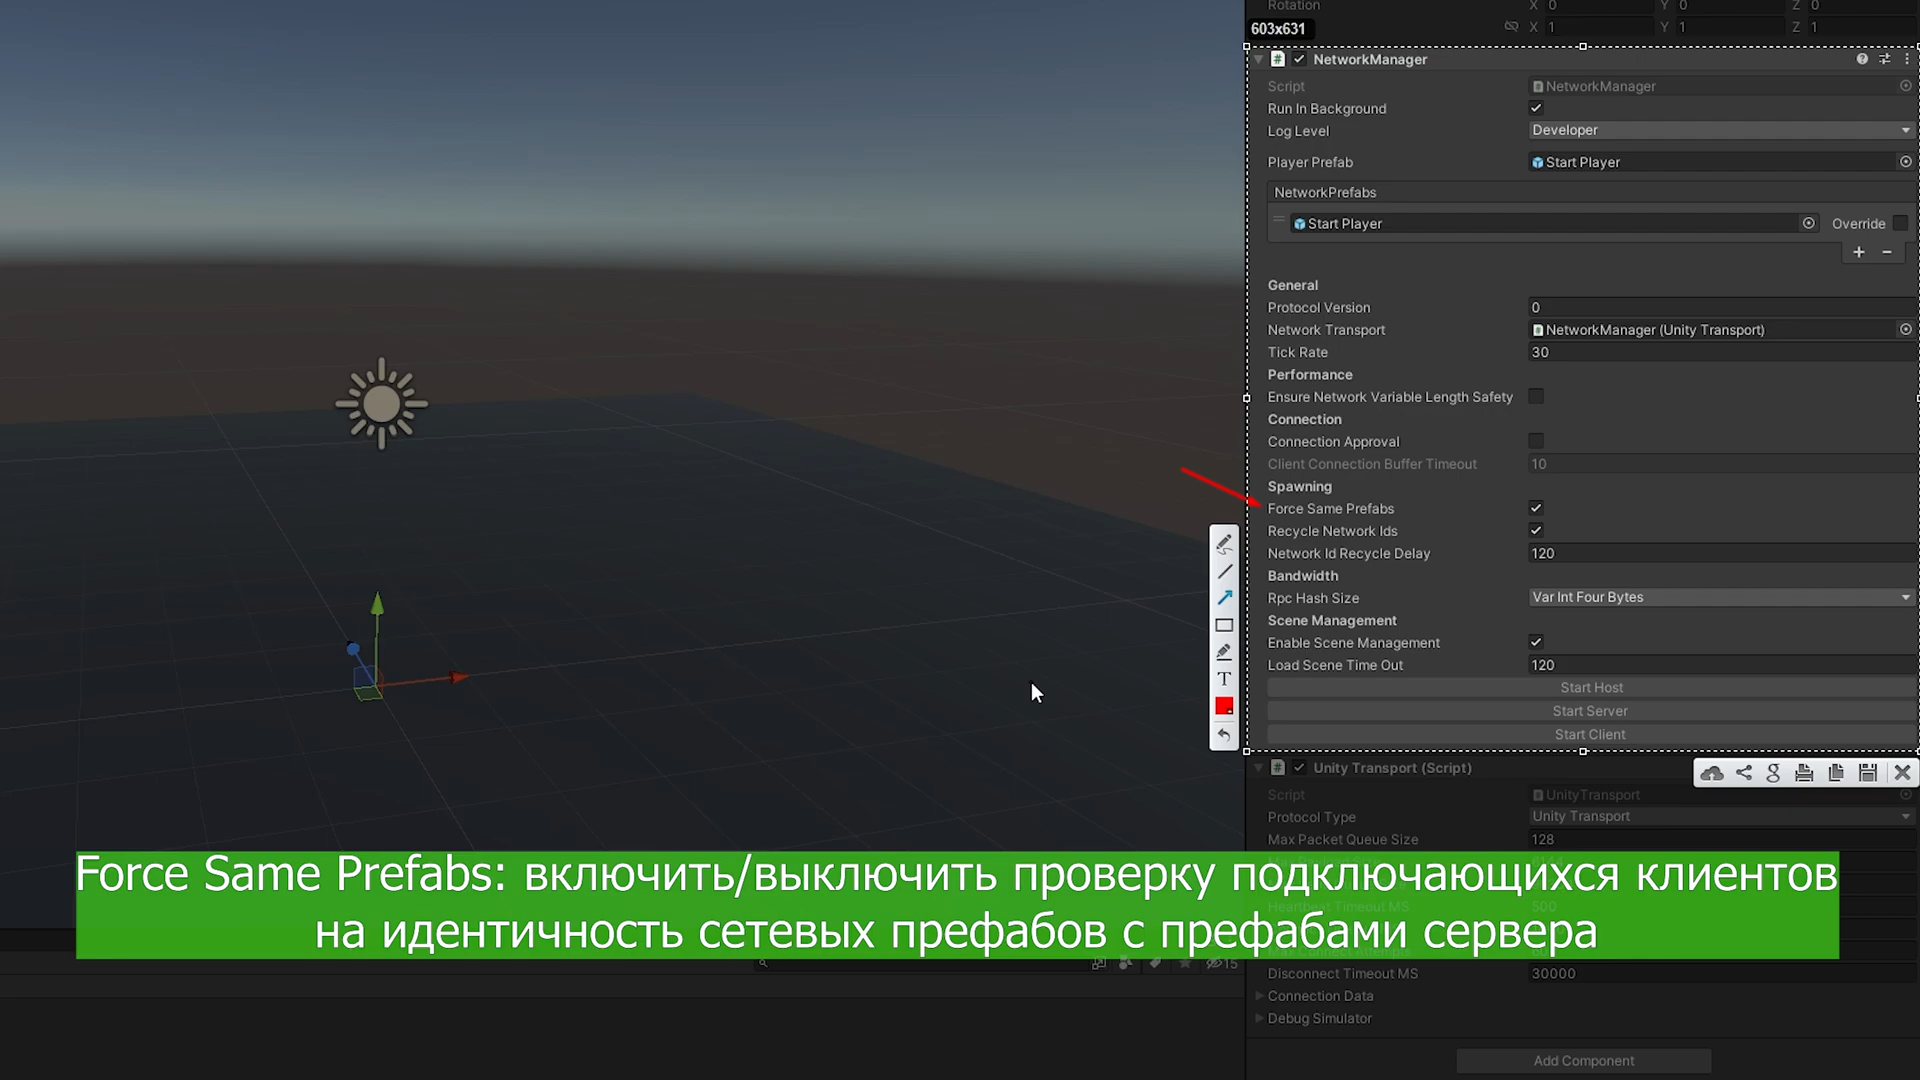 Rotation X 0 Y 0 Z 0
603x631 X 1 Y 1 Z 1
# NetworkManager
Script NetworkManager
Run In Background
Log Level Developer
Player Prefab Start Player
NetworkPrefabs
Start Player Override
+ −
General
Protocol Version 0
Network Transport NetworkManager (Unity Transport)
Tick Rate 30
Performance
Ensure Network Variable Length Safety
Connection
Connection Approval
Client Connection Buffer Timeout 10
Spawning
Force Same Prefabs
Recycle Network Ids
Network Id Recycle Delay 120
Bandwidth
Rpc Hash Size Var Int Four Bytes
Scene Management
Enable Scene Management
Load Scene Time Out 120
T
Start Host
Start Server
Start Client
# Unity Transport (Script)
Script UnityTransport
Protocol Type Unity Transport
Max Packet Queue Size 128
Force Same Prefabs: включить/выключить проверку подключающихся клиентов
Heartbeat Timeout MS 500
на идентичность сетевых префабов с префабами сервера
15
Disconnect Timeout MS 30000
Connection Data
Debug Simulator
Add Component